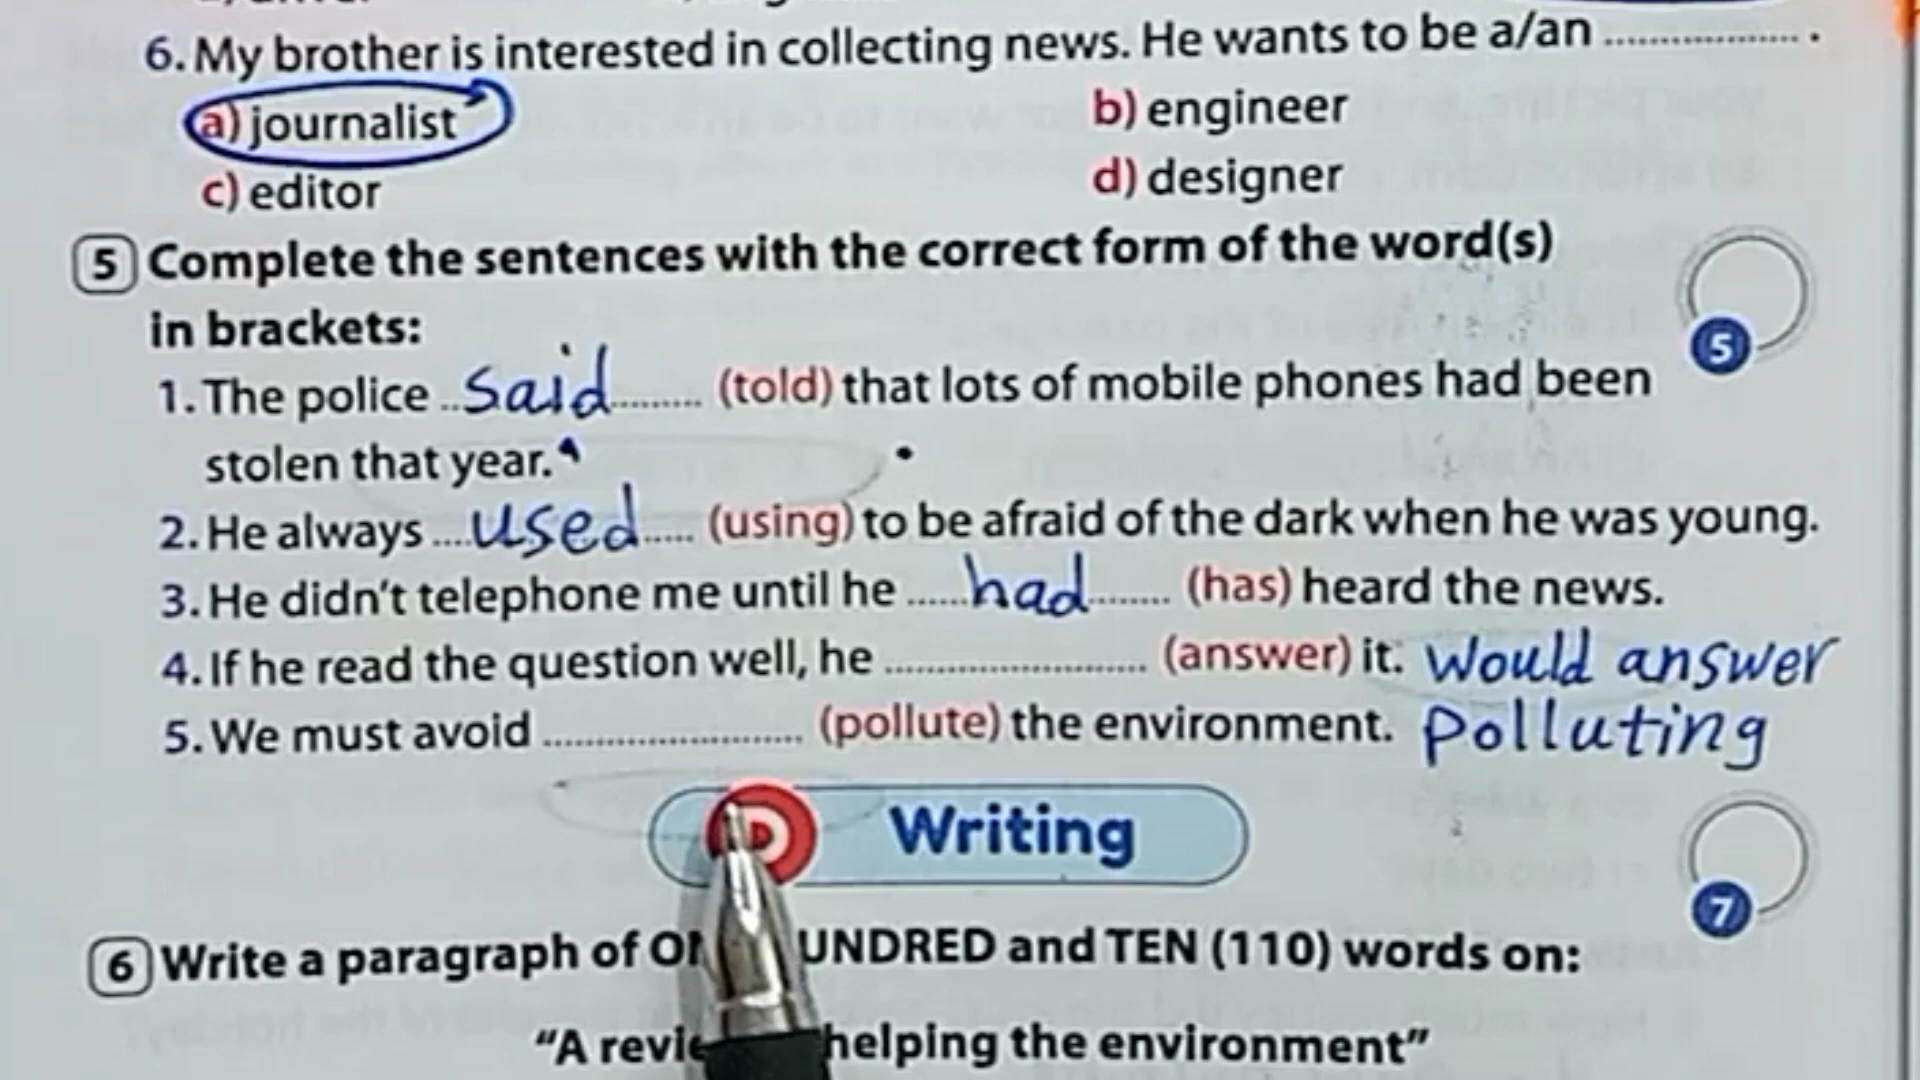 6. My brother is interested in collecting news. He wants to be a/an .................. .
a) journalist
b) engineer
c) editor
d) designer
5 Complete the sentences with the correct form of the word(s)
in brackets:
5
1. The police said (told) that lots of mobile phones had been
stolen that year.
2. He always used (using) to be afraid of the dark when he was young.
3. He didn't telephone me until he had (has) heard the news.
4. If he read the question well, he .......................... (answer) it. would answer
5. We must avoid .......................... (pollute) the environment. polluting
D Writing
7
6 Write a paragraph of and TEN (110) words on:
"A helping the environment"